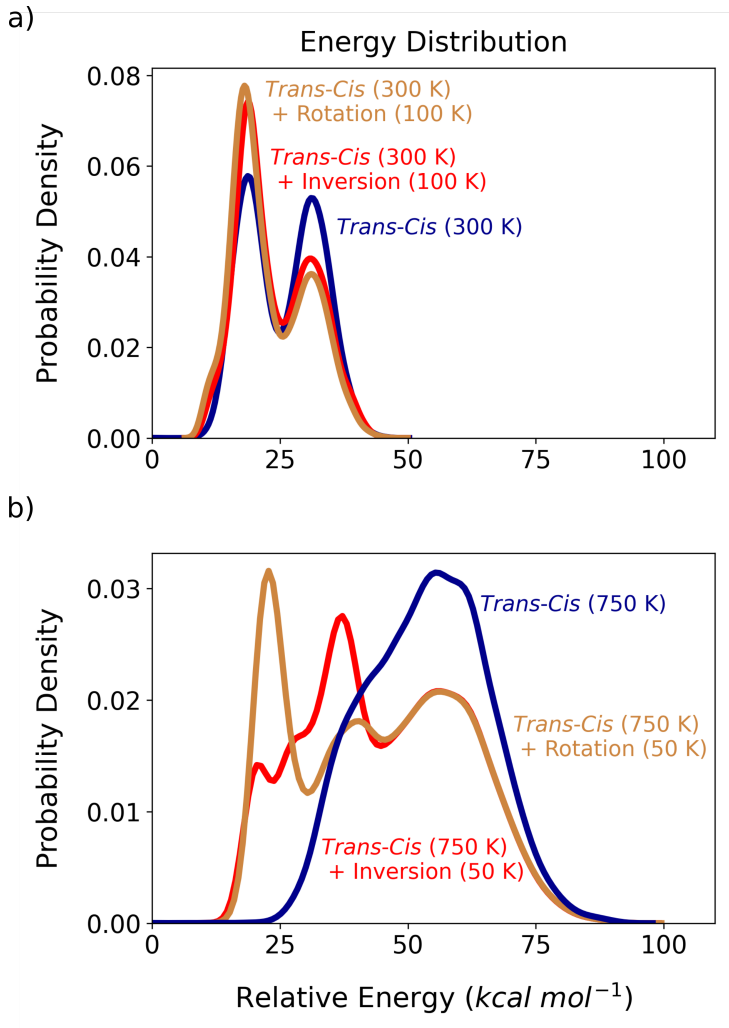 a)
Energy Distribution
0.08
0.06
0.04
0.02
0.00
Probability Density
Trans-Cis (300 K)
+ Rotation (100 K)
Trans-Cis (300 K)
+ Inversion (100 K)
Trans-Cis (300 K)
0 25 50 75 100
b)
0.03
0.02
0.01
0.00
Probability Density
Trans-Cis (750 K)
Trans-Cis (750 K)
+ Rotation (50 K)
Trans-Cis (750 K)
+ Inversion (50 K)
0 25 50 75 100
Relative Energy (kcal mol⁻¹)